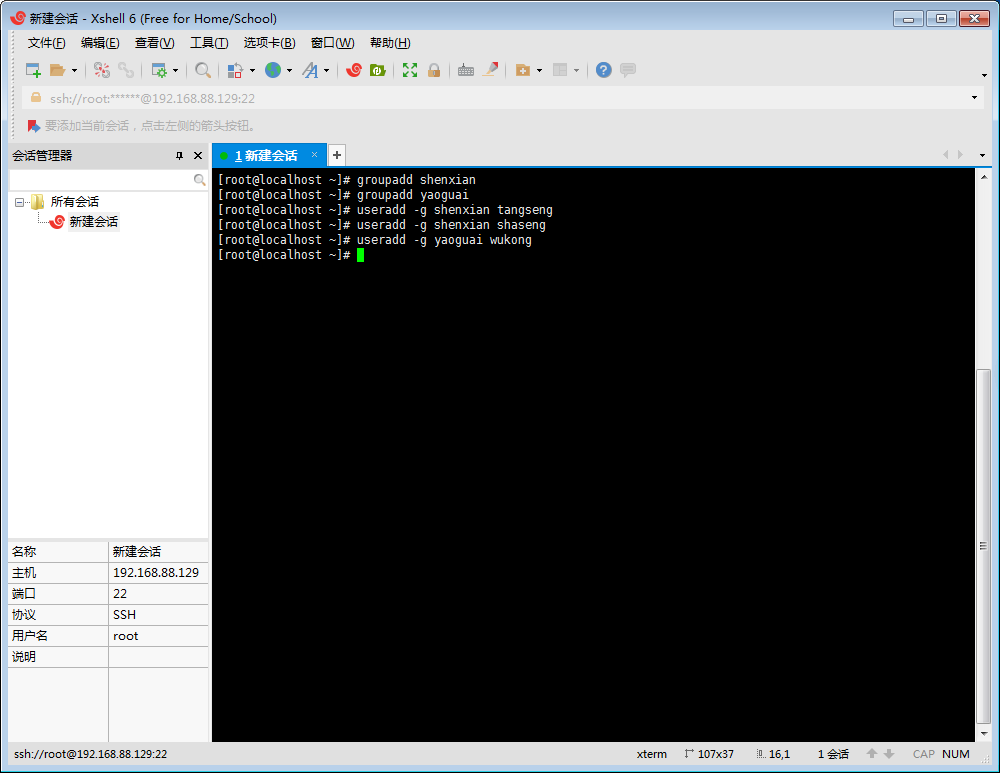 新建会话 - Xshell 6 (Free for Home/School)
文件(F) 编辑(E) 查看(V) 工具(T) 选项卡(B) 窗口(W) 帮助(H)
ssh://root:******@192.168.88.129:22
要添加当前会话，点击左侧的箭头按钮。
会话管理器
1 新建会话
所有会话
新建会话
[root@localhost ~]# groupadd shenxian
[root@localhost ~]# groupadd yaoguai
[root@localhost ~]# useradd -g shenxian tangseng
[root@localhost ~]# useradd -g shenxian shaseng
[root@localhost ~]# useradd -g yaoguai wukong
[root@localhost ~]#
名称 新建会话
主机 192.168.88.129
端口 22
协议 SSH
用户名 root
说明
ssh://root@192.168.88.129:22 xterm 107x37 16,1 1 会话 CAP NUM